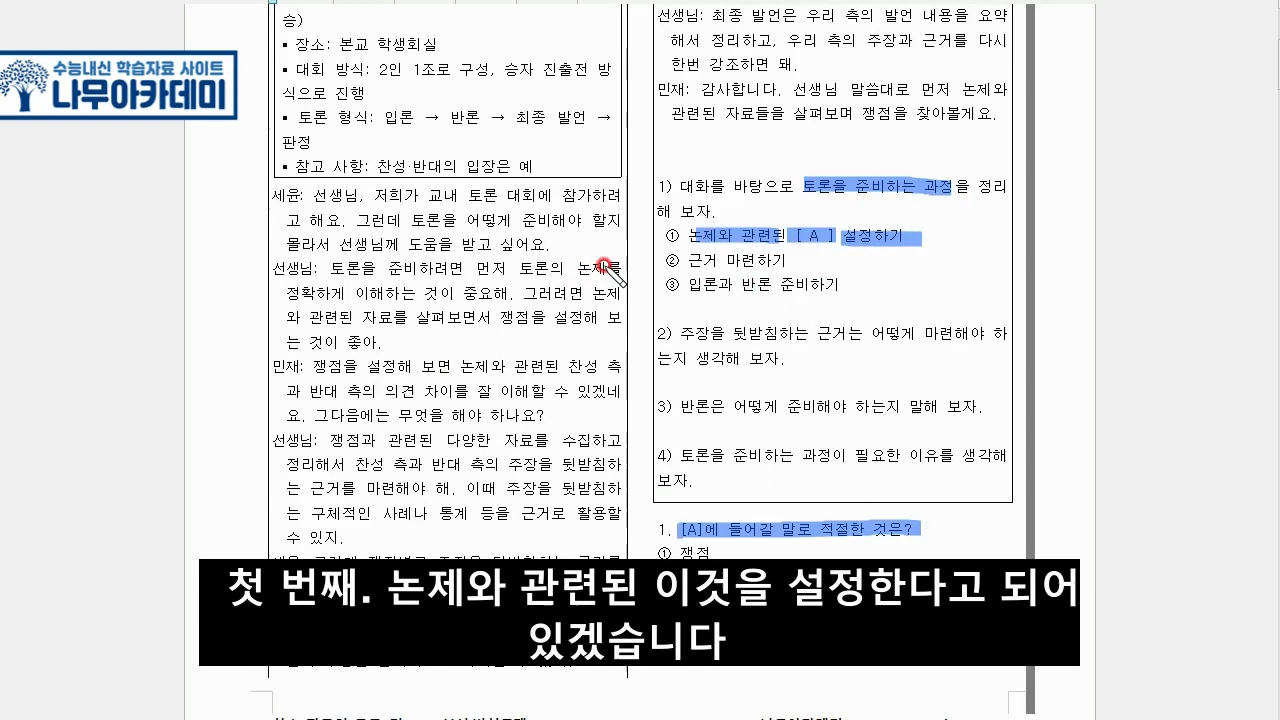 수능내신 학습자료 사이트
나무아카데미
승)
▪ 장소: 본교 학생회실
▪ 대회 방식: 2인 1조로 구성, 승자 진출전 방
식으로 진행
▪ 토론 형식: 입론 → 반론 → 최종 발언 →
판정
▪ 참고 사항: 찬성·반대의 입장은 예
세윤: 선생님, 저희가 교내 토론 대회에 참가하려
고 해요. 그런데 토론을 어떻게 준비해야 할지
몰라서 선생님께 도움을 받고 싶어요.
선생님: 토론을 준비하려면 먼저 토론의 논제를
정확하게 이해하는 것이 중요해. 그러려면 논제
와 관련된 자료를 살펴보면서 쟁점을 설정해 보
는 것이 좋아.
민재: 쟁점을 설정해 보면 논제와 관련된 찬성 측
과 반대 측의 의견 차이를 잘 이해할 수 있겠네
요. 그다음에는 무엇을 해야 하나요?
선생님: 쟁점과 관련된 다양한 자료를 수집하고
정리해서 찬성 측과 반대 측의 주장을 뒷받침하
는 근거를 마련해야 해. 이때 주장을 뒷받침하
는 구체적인 사례나 통계 등을 근거로 활용할
수 있지.
선생님: 최종 발언은 우리 측의 발언 내용을 요약
해서 정리하고, 우리 측의 주장과 근거를 다시
한번 강조하면 돼.
민재: 감사합니다. 선생님 말씀대로 먼저 논제와
관련된 자료들을 살펴보며 쟁점을 찾아볼게요.
1) 대화를 바탕으로 토론을 준비하는 과정을 정리
해 보자.
① 논제와 관련된 [ A ] 설정하기
② 근거 마련하기
③ 입론과 반론 준비하기
2) 주장을 뒷받침하는 근거는 어떻게 마련해야 하
는지 생각해 보자.
3) 반론은 어떻게 준비해야 하는지 말해 보자.
4) 토론을 준비하는 과정이 필요한 이유를 생각해
보자.
1. [A]에 들어갈 말로 적절한 것은?
① 쟁점
첫 번째. 논제와 관련된 이것을 설정한다고 되어
있겠습니다